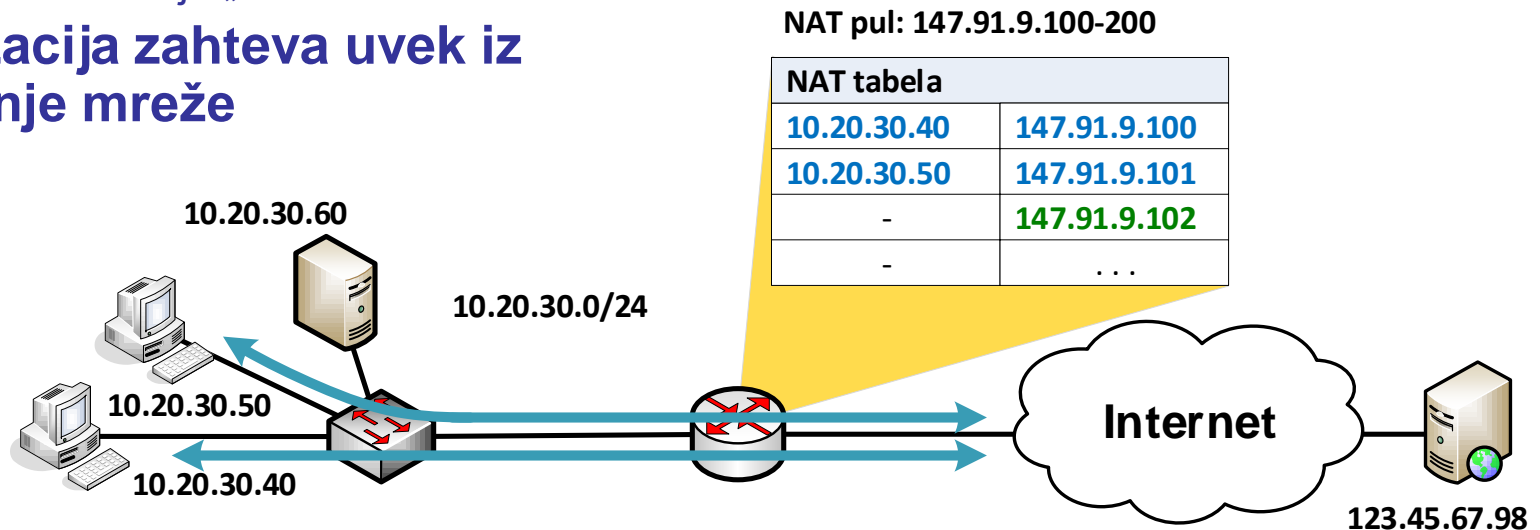 acija zahteva uvek iz
nje mreže
NAT pul: 147.91.9.100-200
NAT tabela
10.20.30.40 147.91.9.100
10.20.30.50 147.91.9.101
- 147.91.9.102
- . . .
10.20.30.60
10.20.30.0/24
10.20.30.50
10.20.30.40
Internet
123.45.67.98